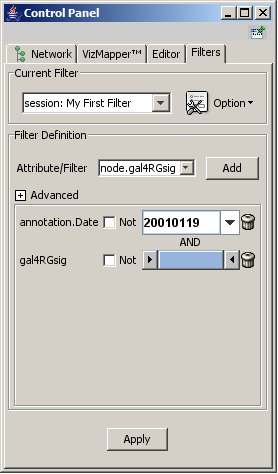 Control Panel
Network VizMapper™ Editor Filters
Current Filter
session: My First Filter Option
Filter Definition
Attribute/Filter node.gal4RGsig Add
Advanced
annotation.Date Not 20010119
AND
gal4RGsig Not
Apply